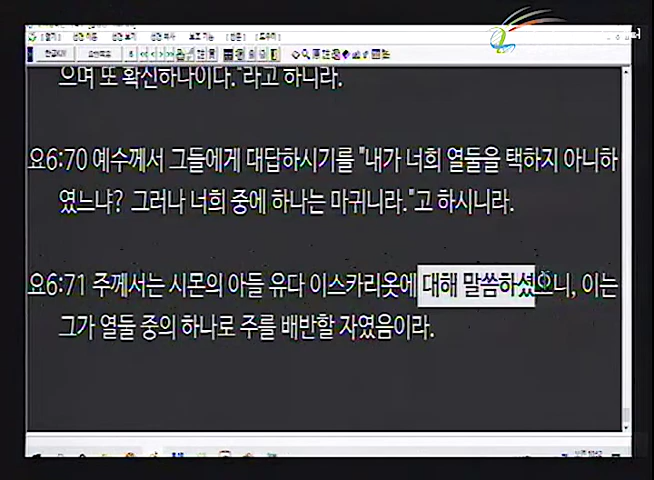 으며 또 확신하나이다."라고 하니라.
요6:70 예수께서 그들에게 대답하시기를 "내가 너희 열둘을 택하지 아니하
였느냐? 그러나 너희 중에 하나는 마귀니라."고 하시니라.
요6:71 주께서는 시몬의 아들 유다 이스카리옷에 대해 말씀하셨으니, 이는
그가 열둘 중의 하나로 주를 배반할 자였음이라.